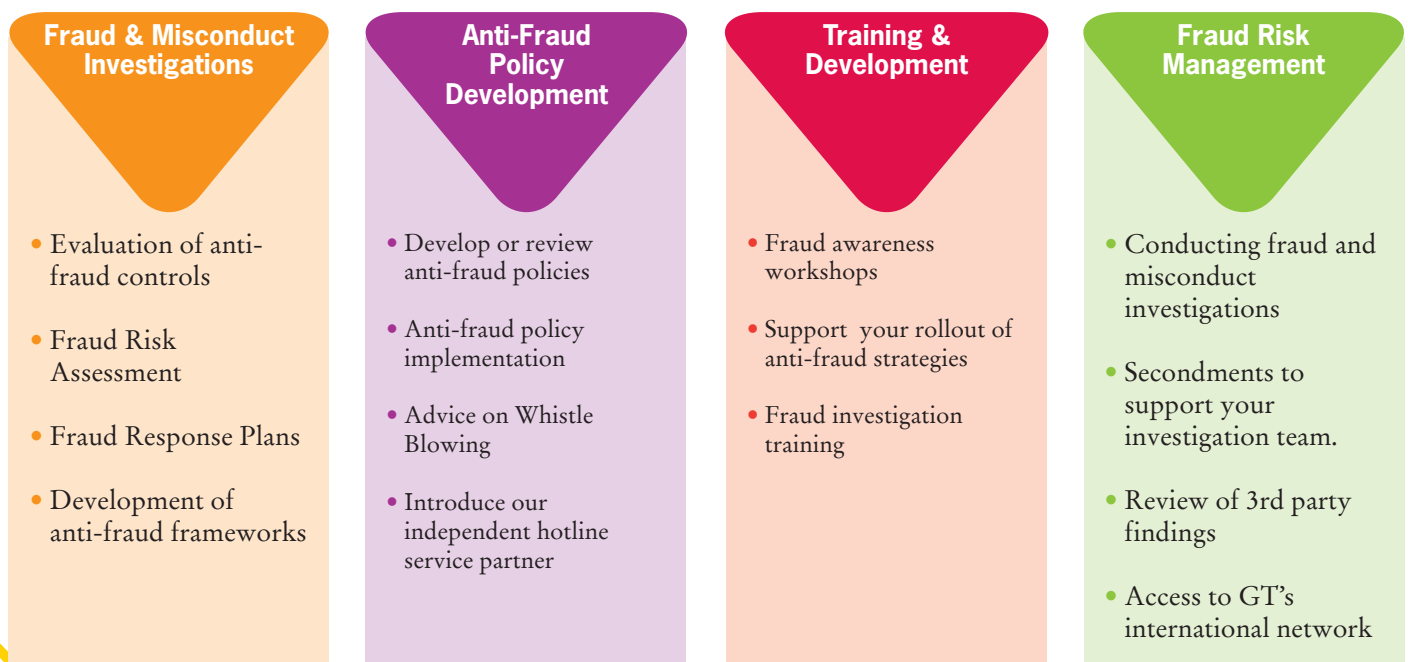 Fraud & Misconduct
Investigations
• Evaluation of anti-
fraud controls
• Fraud Risk
Assessment
• Fraud Response Plans
• Development of
anti-fraud frameworks
Anti-Fraud
Policy
Development
• Develop or review
anti-fraud policies
• Anti-fraud policy
implementation
• Advice on Whistle
Blowing
• Introduce our
independent hotline
service partner
Training &
Development
• Fraud awareness
workshops
• Support  your rollout of
anti-fraud strategies
• Fraud investigation
training
Fraud Risk
Management
• Conducting fraud and
misconduct
investigations
• Secondments to
support your
investigation team.
• Review of 3rd party
findings
• Access to GT’s
international network